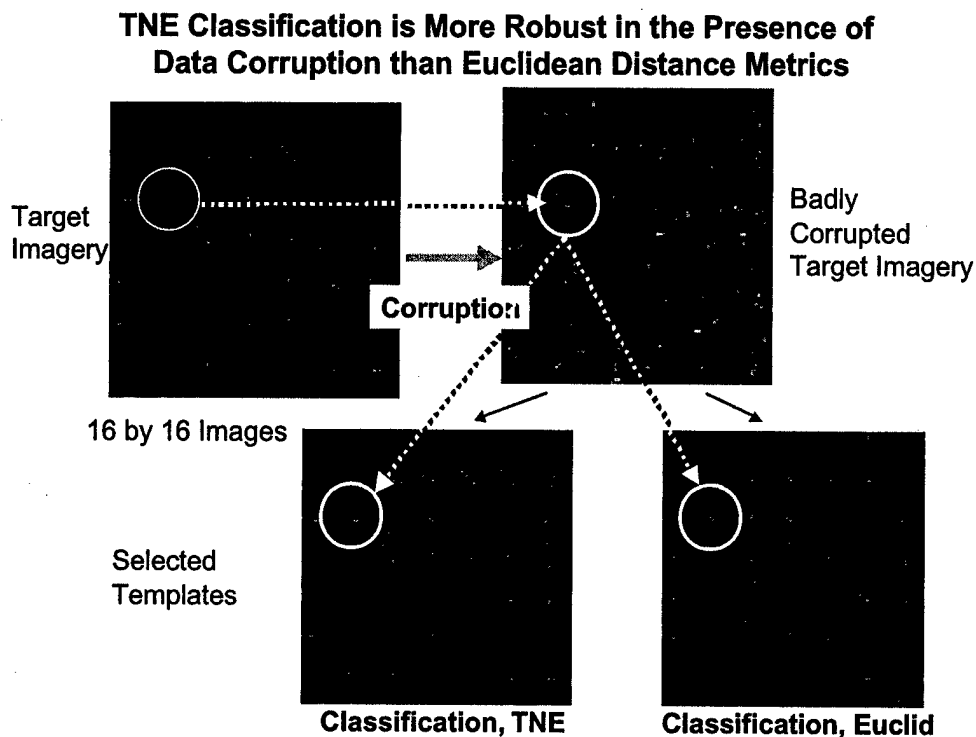 TNE Classification is More Robust in the Presence of
Data Corruption than Euclidean Distance Metrics
Target
Imagery
Badly
Corrupted
Target Imagery
Corruption
16 by 16 Images
Selected
Templates
Classification, TNE
Classification, Euclid